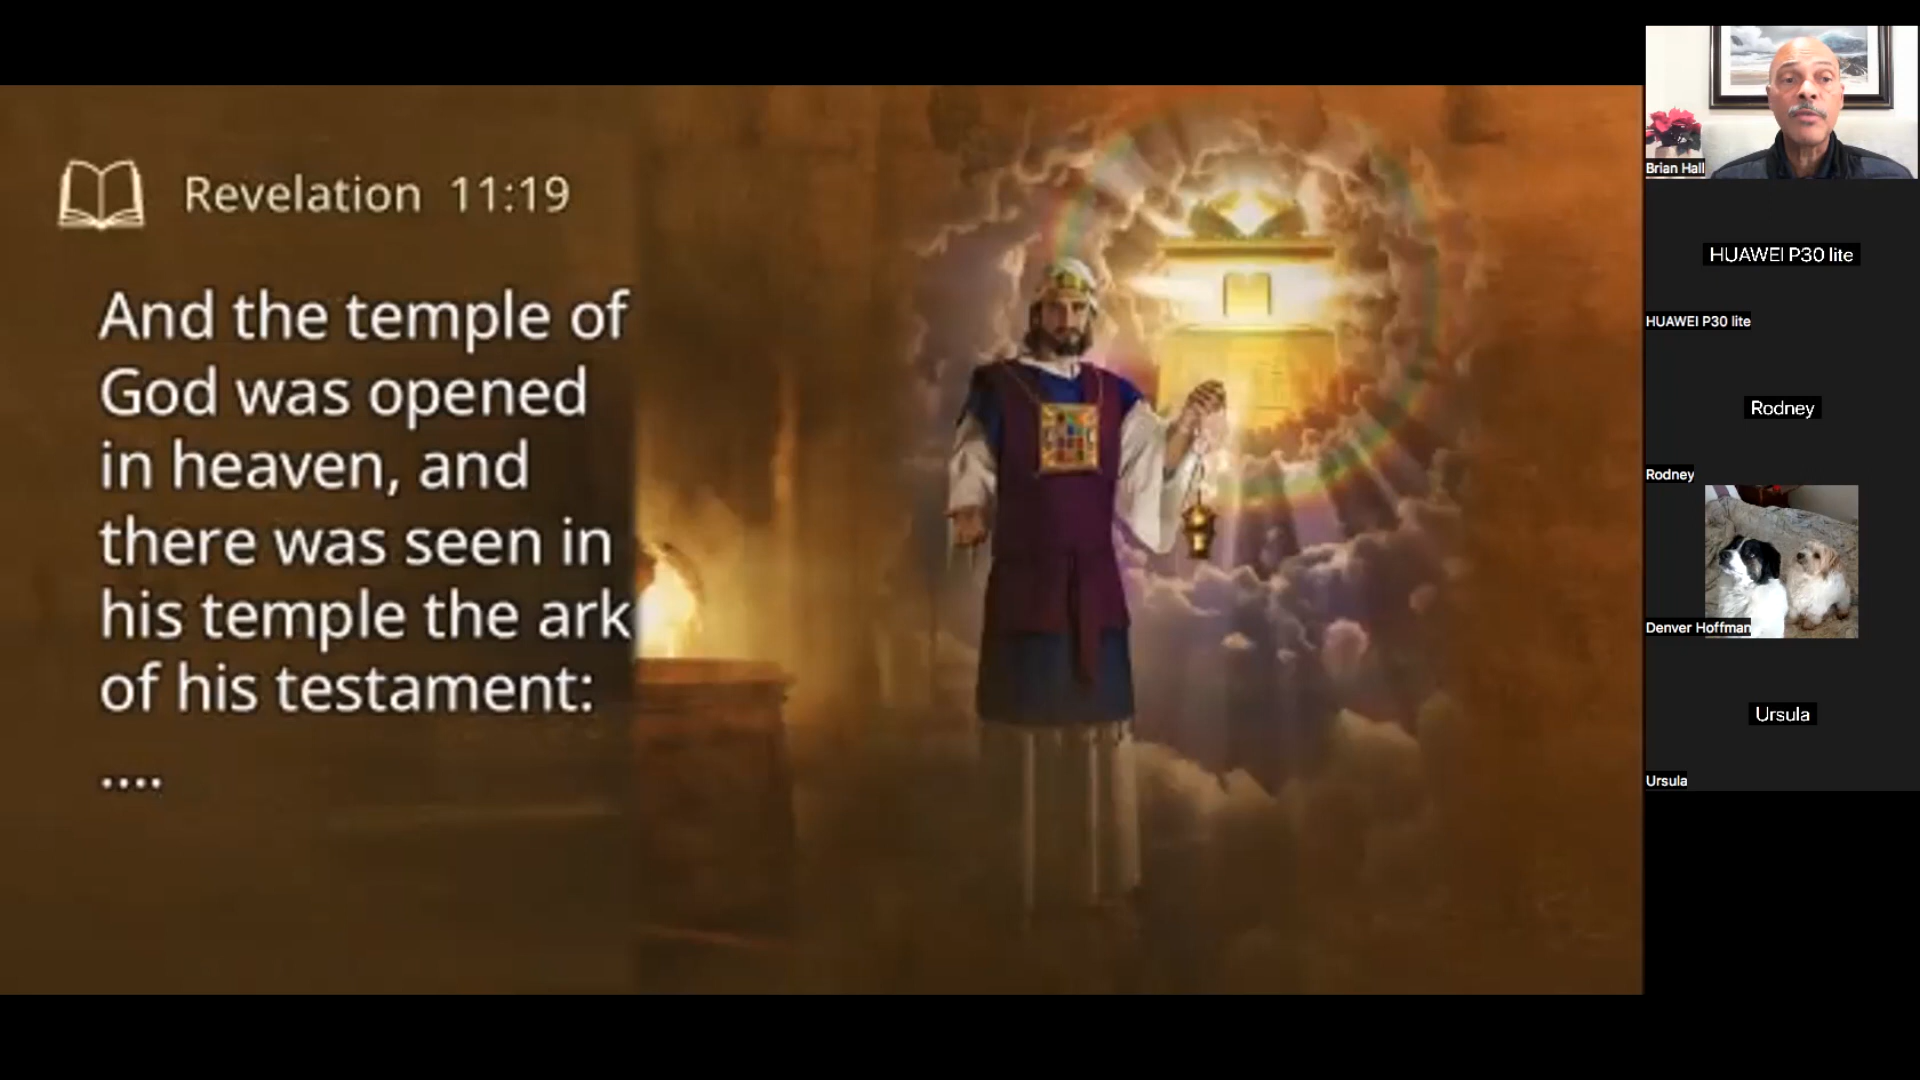 Revelation 11:19
And the temple of
God was opened
in heaven, and
there was seen in
his temple the ark
of his testament:
....
Brian Hall
HUAWEI P30 lite
HUAWEI P30 lite
Rodney
Rodney
Denver Hoffman
Ursula
Ursula